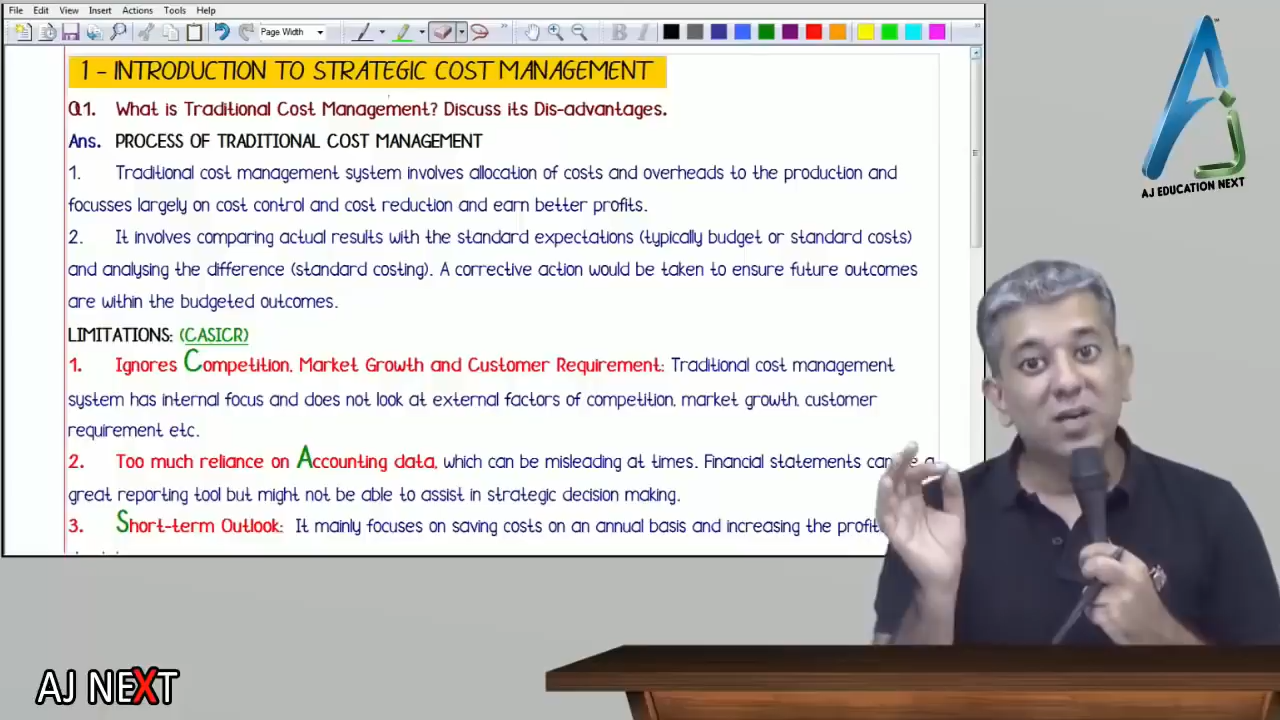 File Edit View Insert Actions Tools Help
Page Width
B I
1 - INTRODUCTION TO STRATEGIC COST MANAGEMENT
Q.1. What is Traditional Cost Management? Discuss its Dis-advantages.
Ans. PROCESS OF TRADITIONAL COST MANAGEMENT
1. Traditional cost management system involves allocation of costs and overheads to the production and
focusses largely on cost control and cost reduction and earn better profits.
2. It involves comparing actual results with the standard expectations (typically budget or standard costs)
and analysing the difference (standard costing). A corrective action would be taken to ensure future outcomes
are within the budgeted outcomes.
LIMITATIONS: (CASICR)
1. Ignores Competition, Market Growth and Customer Requirement: Traditional cost management
system has internal focus and does not look at external factors of competition, market growth, customer
requirement etc.
2. Too much reliance on Accounting data, which can be misleading at times. Financial statements can
great reporting tool but might not be able to assist in strategic decision making.
3. Short-term Outlook: It mainly focuses on saving costs on an annual basis and increasing the
AJ EDUCATION NEXT
AJ NEXT